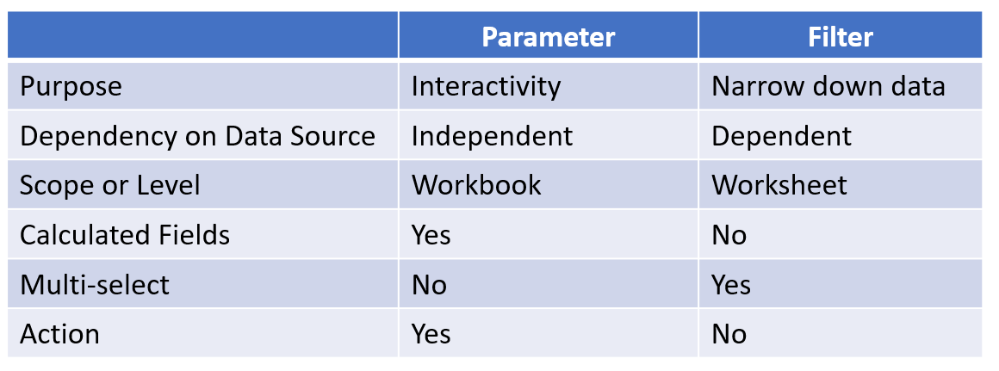 Parameter Filter
Purpose Interactivity Narrow down data
Dependency on Data Source Independent Dependent
Scope or Level Workbook Worksheet
Calculated Fields Yes No
Multi-select No Yes
Action Yes No